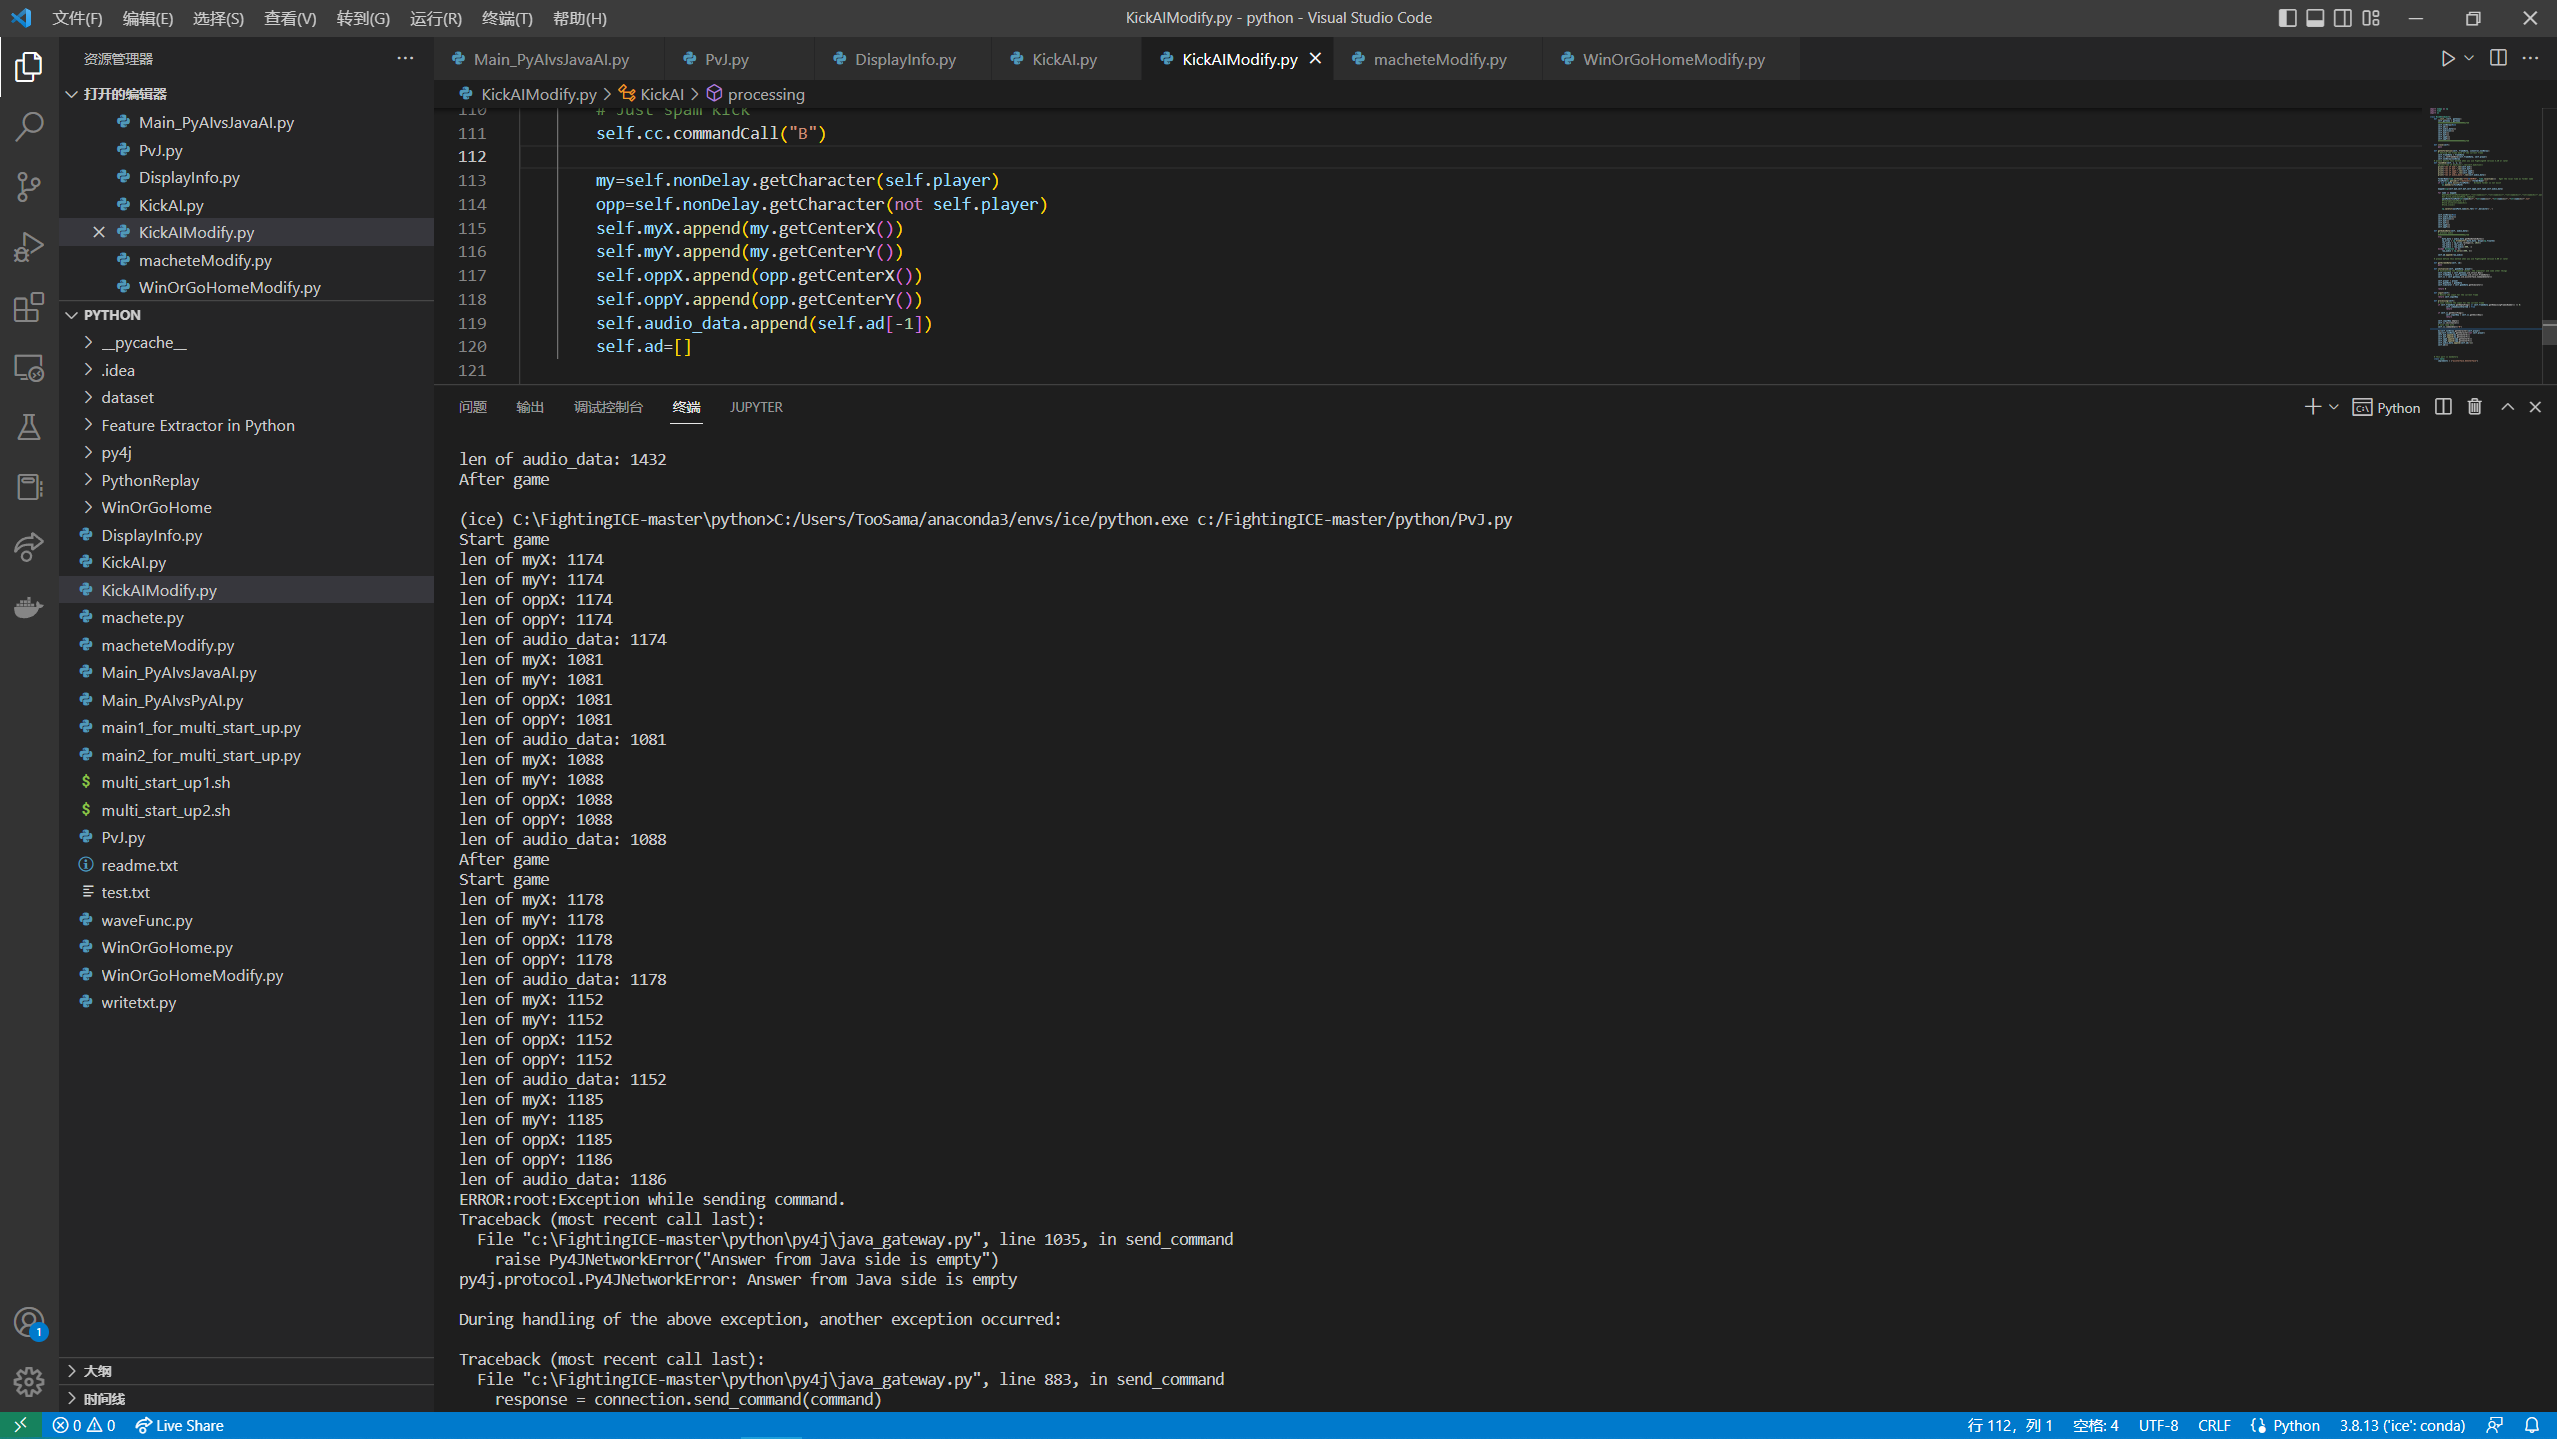 文件(F) 编辑(E) 选择(S) 查看(V) 转到(G) 运行(R) 终端(T) 帮助(H)
KickAIModify.py - python - Visual Studio Code
资源管理器
打开的编辑器
Main_PyAIvsJavaAI.py
PvJ.py
DisplayInfo.py
KickAI.py
KickAIModify.py
macheteModify.py
WinOrGoHomeModify.py
PYTHON
__pycache__
.idea
dataset
Feature Extractor in Python
py4j
PythonReplay
WinOrGoHome
DisplayInfo.py
KickAI.py
KickAIModify.py
machete.py
macheteModify.py
Main_PyAIvsJavaAI.py
Main_PyAIvsPyAI.py
main1_for_multi_start_up.py
main2_for_multi_start_up.py
multi_start_up1.sh
multi_start_up2.sh
PvJ.py
readme.txt
test.txt
waveFunc.py
WinOrGoHome.py
WinOrGoHomeModify.py
writetxt.py
大纲
时间线
Main_PyAIvsJavaAI.py PvJ.py DisplayInfo.py KickAI.py KickAIModify.py macheteModify.py WinOrGoHomeModify.py
KickAIModify.py > KickAI > processing
110 # Just spam kick
111 self.cc.commandCall("B")
112
113 my=self.nonDelay.getCharacter(self.player)
114 opp=self.nonDelay.getCharacter(not self.player)
115 self.myX.append(my.getCenterX())
116 self.myY.append(my.getCenterY())
117 self.oppX.append(opp.getCenterX())
118 self.oppY.append(opp.getCenterY())
119 self.audio_data.append(self.ad[-1])
120 self.ad=[]
121
问题 输出 调试控制台 终端 JUPYTER
Python
len of audio_data: 1432
After game
(ice) C:\FightingICE-master\python>C:/Users/TooSama/anaconda3/envs/ice/python.exe c:/FightingICE-master/python/PvJ.py
Start game
len of myX: 1174
len of myY: 1174
len of oppX: 1174
len of oppY: 1174
len of audio_data: 1174
len of myX: 1081
len of myY: 1081
len of oppX: 1081
len of oppY: 1081
len of audio_data: 1081
len of myX: 1088
len of myY: 1088
len of oppX: 1088
len of oppY: 1088
len of audio_data: 1088
After game
Start game
len of myX: 1178
len of myY: 1178
len of oppX: 1178
len of oppY: 1178
len of audio_data: 1178
len of myX: 1152
len of myY: 1152
len of oppX: 1152
len of oppY: 1152
len of audio_data: 1152
len of myX: 1185
len of myY: 1185
len of oppX: 1185
len of oppY: 1186
len of audio_data: 1186
ERROR:root:Exception while sending command.
Traceback (most recent call last):
File "c:\FightingICE-master\python\py4j\java_gateway.py", line 1035, in send_command
raise Py4JNetworkError("Answer from Java side is empty")
py4j.protocol.Py4JNetworkError: Answer from Java side is empty
During handling of the above exception, another exception occurred:
Traceback (most recent call last):
File "c:\FightingICE-master\python\py4j\java_gateway.py", line 883, in send_command
response = connection.send_command(command)
1
0 0 Live Share
行 112，列 1 空格: 4 UTF-8 CRLF Python 3.8.13 ('ice': conda)